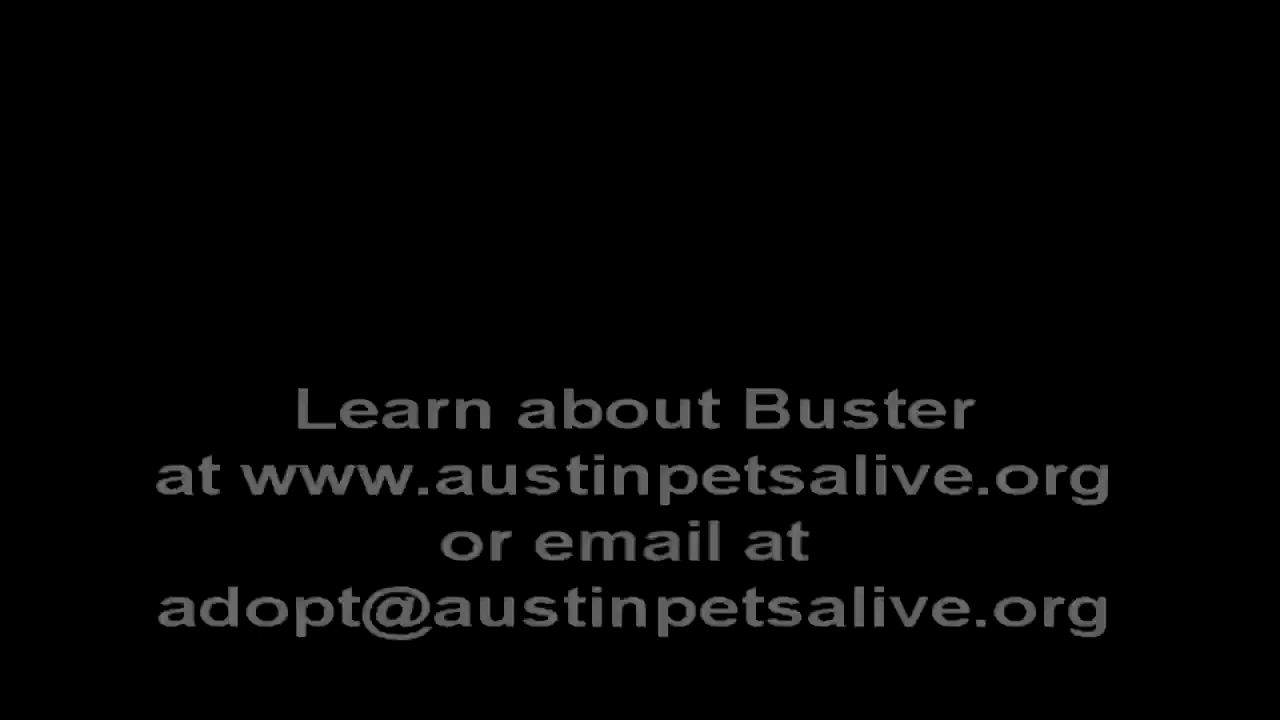 Learn about Buster
at www.austinpetsalive.org
or email at
adopt@austinpetsalive.org